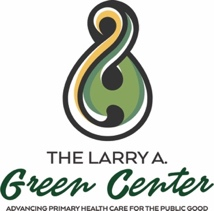 THE LARRY A.
Green Center
ADVANCING PRIMARY HEALTH CARE FOR THE PUBLIC GOOD